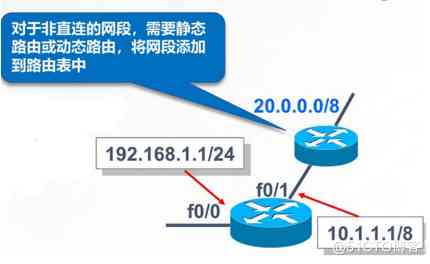 对于非直连的网段，需要静态
路由或动态路由，将网段添加
到路由表中
20.0.0.0/8
192.168.1.1/24
f0/1
f0/0
10.1.1.1/8
@51CTO博客